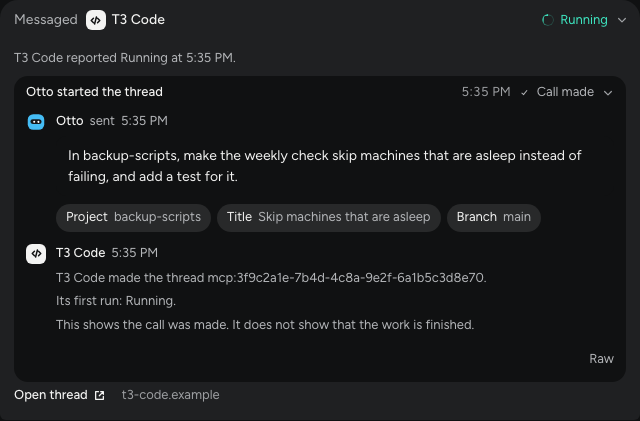 Messaged T3 Code Running
T3 Code reported Running at 5:35 PM.
Otto started the thread 5:35 PM ✓ Call made
Otto sent 5:35 PM
In backup-scripts, make the weekly check skip machines that are asleep instead of
failing, and add a test for it.
Project backup-scripts Title Skip machines that are asleep Branch main
T3 Code 5:35 PM
T3 Code made the thread mcp:3f9c2a1e-7b4d-4c8a-9e2f-6a1b5c3d8e70.
Its first run: Running.
This shows the call was made. It does not show that the work is finished.
Raw
Open thread t3-code.example